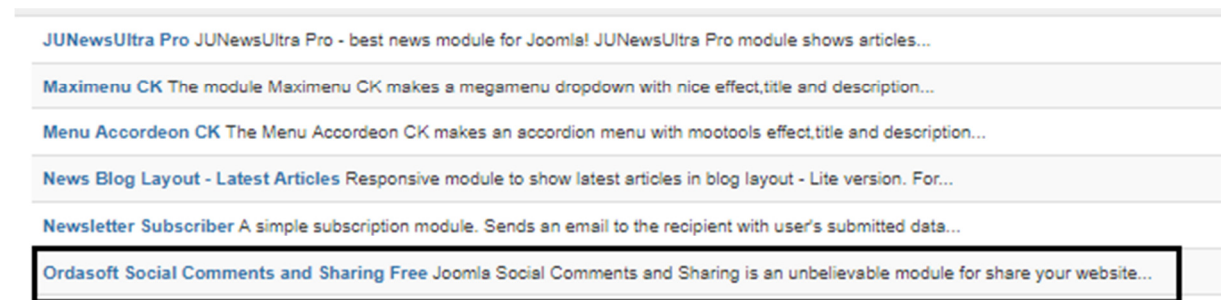 JUNewsUltra Pro JUNewsUltra Pro - best news module for Joomla! JUNewsUltra Pro module shows articles...
Maximenu CK The module Maximenu CK makes a megamenu dropdown with nice effect,title and description...
Menu Accordeon CK The Menu Accordeon CK makes an accordion menu with mootools effect,title and description...
News Blog Layout - Latest Articles Responsive module to show latest articles in blog layout - Lite version. For...
Newsletter Subscriber A simple subscription module. Sends an email to the recipient with user's submitted data...
Ordasoft Social Comments and Sharing Free Joomla Social Comments and Sharing is an unbelievable module for share your website...